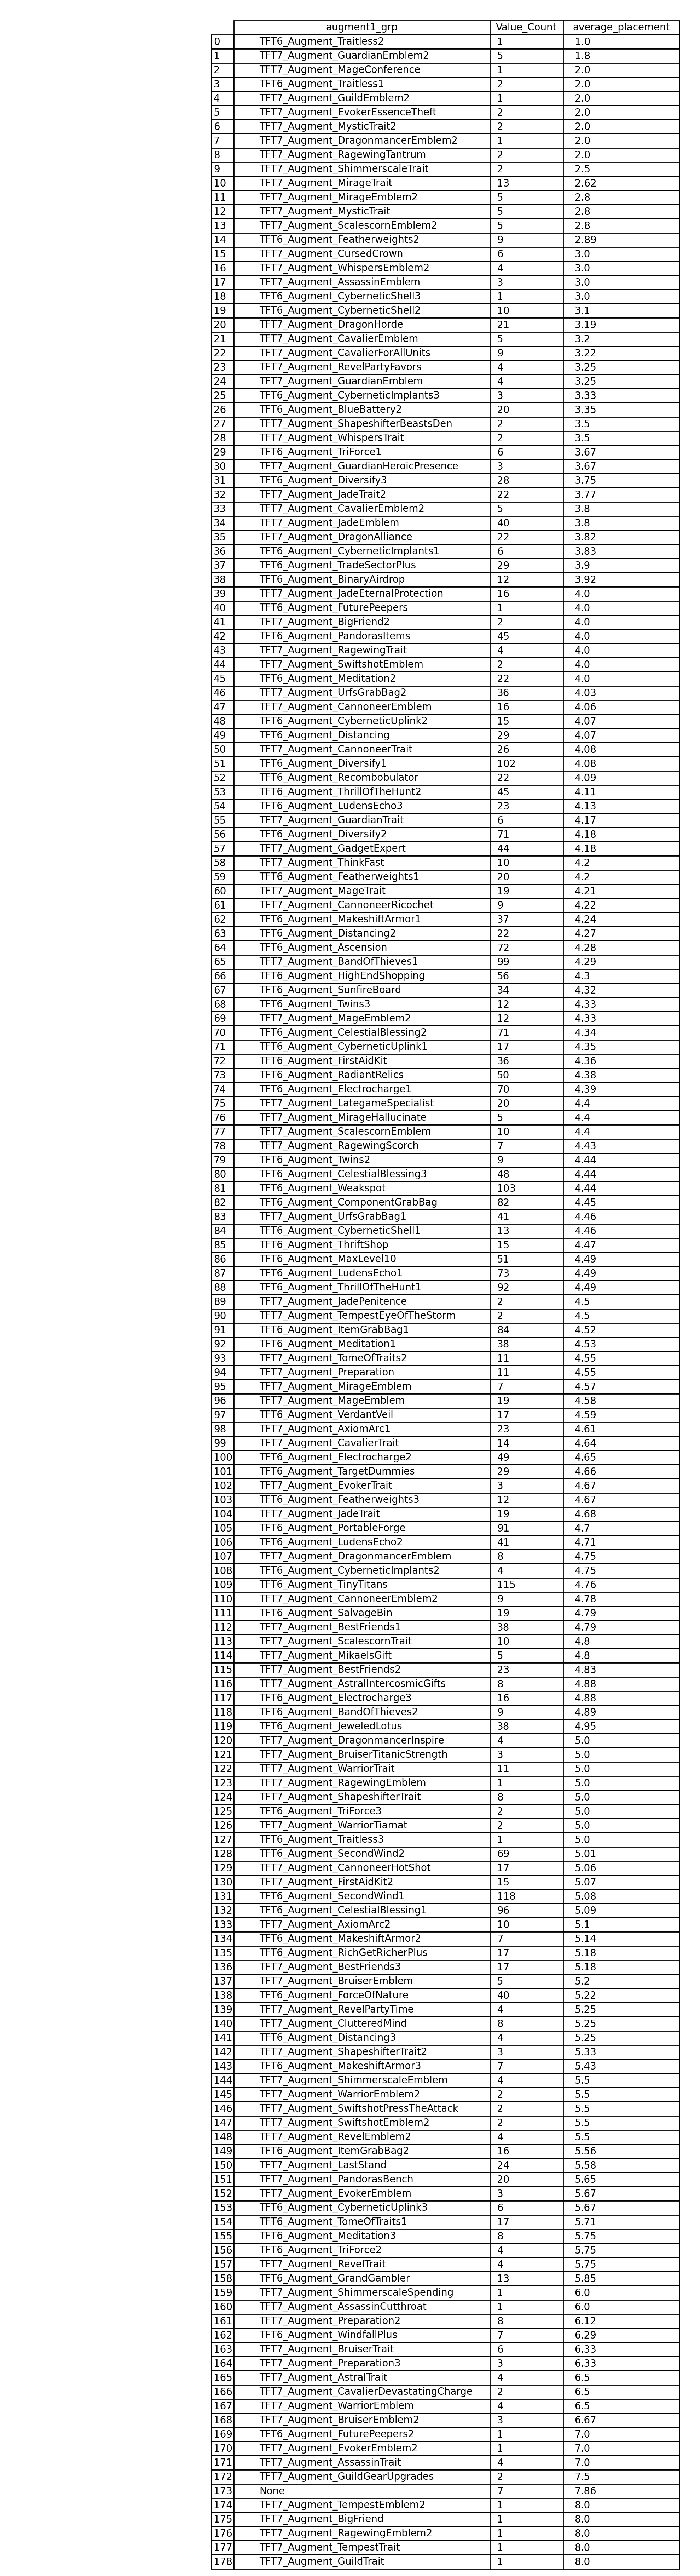 augment1_grp Value_Count average_placement
0 TFT6_Augment_Traitless2 1 1.0
1 TFT7_Augment_GuardianEmblem2 5 1.8
2 TFT7_Augment_MageConference 1 2.0
3 TFT6_Augment_Traitless1 2 2.0
4 TFT7_Augment_GuildEmblem2 1 2.0
5 TFT7_Augment_EvokerEssenceTheft 2 2.0
6 TFT7_Augment_MysticTrait2 2 2.0
7 TFT7_Augment_DragonmancerEmblem2 1 2.0
8 TFT7_Augment_RagewingTantrum 2 2.0
9 TFT7_Augment_ShimmerscaleTrait 2 2.5
10 TFT7_Augment_MirageTrait 13 2.62
11 TFT7_Augment_MirageEmblem2 5 2.8
12 TFT7_Augment_MysticTrait 5 2.8
13 TFT7_Augment_ScalescornEmblem2 5 2.8
14 TFT6_Augment_Featherweights2 9 2.89
15 TFT7_Augment_CursedCrown 6 3.0
16 TFT7_Augment_WhispersEmblem2 4 3.0
17 TFT7_Augment_AssassinEmblem 3 3.0
18 TFT6_Augment_CyberneticShell3 1 3.0
19 TFT6_Augment_CyberneticShell2 10 3.1
20 TFT7_Augment_DragonHorde 21 3.19
21 TFT7_Augment_CavalierEmblem 5 3.2
22 TFT7_Augment_CavalierForAllUnits 9 3.22
23 TFT7_Augment_RevelPartyFavors 4 3.25
24 TFT7_Augment_GuardianEmblem 4 3.25
25 TFT6_Augment_CyberneticImplants3 3 3.33
26 TFT6_Augment_BlueBattery2 20 3.35
27 TFT7_Augment_ShapeshifterBeastsDen 2 3.5
28 TFT7_Augment_WhispersTrait 2 3.5
29 TFT6_Augment_TriForce1 6 3.67
30 TFT7_Augment_GuardianHeroicPresence 3 3.67
31 TFT6_Augment_Diversify3 28 3.75
32 TFT7_Augment_JadeTrait2 22 3.77
33 TFT7_Augment_CavalierEmblem2 5 3.8
34 TFT7_Augment_JadeEmblem 40 3.8
35 TFT7_Augment_DragonAlliance 22 3.82
36 TFT6_Augment_CyberneticImplants1 6 3.83
37 TFT6_Augment_TradeSectorPlus 29 3.9
38 TFT6_Augment_BinaryAirdrop 12 3.92
39 TFT7_Augment_JadeEternalProtection 16 4.0
40 TFT6_Augment_FuturePeepers 1 4.0
41 TFT7_Augment_BigFriend2 2 4.0
42 TFT6_Augment_PandorasItems 45 4.0
43 TFT7_Augment_RagewingTrait 4 4.0
44 TFT7_Augment_SwiftshotEmblem 2 4.0
45 TFT6_Augment_Meditation2 22 4.0
46 TFT7_Augment_UrfsGrabBag2 36 4.03
47 TFT7_Augment_CannoneerEmblem 16 4.06
48 TFT6_Augment_CyberneticUplink2 15 4.07
49 TFT6_Augment_Distancing 29 4.07
50 TFT7_Augment_CannoneerTrait 26 4.08
51 TFT6_Augment_Diversify1 102 4.08
52 TFT6_Augment_Recombobulator 22 4.09
53 TFT6_Augment_ThrillOfTheHunt2 45 4.11
54 TFT6_Augment_LudensEcho3 23 4.13
55 TFT7_Augment_GuardianTrait 6 4.17
56 TFT6_Augment_Diversify2 71 4.18
57 TFT7_Augment_GadgetExpert 44 4.18
58 TFT7_Augment_ThinkFast 10 4.2
59 TFT6_Augment_Featherweights1 20 4.2
60 TFT7_Augment_MageTrait 19 4.21
61 TFT7_Augment_CannoneerRicochet 9 4.22
62 TFT6_Augment_MakeshiftArmor1 37 4.24
63 TFT6_Augment_Distancing2 22 4.27
64 TFT6_Augment_Ascension 72 4.28
65 TFT7_Augment_BandOfThieves1 99 4.29
66 TFT6_Augment_HighEndShopping 56 4.3
67 TFT6_Augment_SunfireBoard 34 4.32
68 TFT6_Augment_Twins3 12 4.33
69 TFT7_Augment_MageEmblem2 12 4.33
70 TFT6_Augment_CelestialBlessing2 71 4.34
71 TFT6_Augment_CyberneticUplink1 17 4.35
72 TFT6_Augment_FirstAidKit 36 4.36
73 TFT6_Augment_RadiantRelics 50 4.38
74 TFT6_Augment_Electrocharge1 70 4.39
75 TFT7_Augment_LategameSpecialist 20 4.4
76 TFT7_Augment_MirageHallucinate 5 4.4
77 TFT7_Augment_ScalescornEmblem 10 4.4
78 TFT7_Augment_RagewingScorch 7 4.43
79 TFT6_Augment_Twins2 9 4.44
80 TFT6_Augment_CelestialBlessing3 48 4.44
81 TFT6_Augment_Weakspot 103 4.44
82 TFT6_Augment_ComponentGrabBag 82 4.45
83 TFT7_Augment_UrfsGrabBag1 41 4.46
84 TFT6_Augment_CyberneticShell1 13 4.46
85 TFT6_Augment_ThriftShop 15 4.47
86 TFT6_Augment_MaxLevel10 51 4.49
87 TFT6_Augment_LudensEcho1 73 4.49
88 TFT6_Augment_ThrillOfTheHunt1 92 4.49
89 TFT7_Augment_JadePenitence 2 4.5
90 TFT7_Augment_TempestEyeOfTheStorm 2 4.5
91 TFT6_Augment_ItemGrabBag1 84 4.52
92 TFT6_Augment_Meditation1 38 4.53
93 TFT7_Augment_TomeOfTraits2 11 4.55
94 TFT7_Augment_Preparation 11 4.55
95 TFT7_Augment_MirageEmblem 7 4.57
96 TFT7_Augment_MageEmblem 19 4.58
97 TFT6_Augment_VerdantVeil 17 4.59
98 TFT7_Augment_AxiomArc1 23 4.61
99 TFT7_Augment_CavalierTrait 14 4.64
100 TFT6_Augment_Electrocharge2 49 4.65
101 TFT6_Augment_TargetDummies 29 4.66
102 TFT7_Augment_EvokerTrait 3 4.67
103 TFT6_Augment_Featherweights3 12 4.67
104 TFT7_Augment_JadeTrait 19 4.68
105 TFT6_Augment_PortableForge 91 4.7
106 TFT6_Augment_LudensEcho2 41 4.71
107 TFT7_Augment_DragonmancerEmblem 8 4.75
108 TFT6_Augment_CyberneticImplants2 4 4.75
109 TFT6_Augment_TinyTitans 115 4.76
110 TFT7_Augment_CannoneerEmblem2 9 4.78
111 TFT6_Augment_SalvageBin 19 4.79
112 TFT7_Augment_BestFriends1 38 4.79
113 TFT7_Augment_ScalescornTrait 10 4.8
114 TFT7_Augment_MikaelsGift 5 4.8
115 TFT7_Augment_BestFriends2 23 4.83
116 TFT7_Augment_AstralIntercosmicGifts 8 4.88
117 TFT6_Augment_Electrocharge3 16 4.88
118 TFT7_Augment_BandOfThieves2 9 4.89
119 TFT6_Augment_JeweledLotus 38 4.95
120 TFT7_Augment_DragonmancerInspire 4 5.0
121 TFT7_Augment_BruiserTitanicStrength 3 5.0
122 TFT7_Augment_WarriorTrait 11 5.0
123 TFT7_Augment_RagewingEmblem 1 5.0
124 TFT7_Augment_ShapeshifterTrait 8 5.0
125 TFT6_Augment_TriForce3 2 5.0
126 TFT7_Augment_WarriorTiamat 2 5.0
127 TFT6_Augment_Traitless3 1 5.0
128 TFT6_Augment_SecondWind2 69 5.01
129 TFT7_Augment_CannoneerHotShot 17 5.06
130 TFT7_Augment_FirstAidKit2 15 5.07
131 TFT6_Augment_SecondWind1 118 5.08
132 TFT6_Augment_CelestialBlessing1 96 5.09
133 TFT7_Augment_AxiomArc2 10 5.1
134 TFT6_Augment_MakeshiftArmor2 7 5.14
135 TFT6_Augment_RichGetRicherPlus 17 5.18
136 TFT7_Augment_BestFriends3 17 5.18
137 TFT7_Augment_BruiserEmblem 5 5.2
138 TFT6_Augment_ForceOfNature 40 5.22
139 TFT7_Augment_RevelPartyTime 4 5.25
140 TFT7_Augment_ClutteredMind 8 5.25
141 TFT6_Augment_Distancing3 4 5.25
142 TFT7_Augment_ShapeshifterTrait2 3 5.33
143 TFT6_Augment_MakeshiftArmor3 7 5.43
144 TFT7_Augment_ShimmerscaleEmblem 4 5.5
145 TFT7_Augment_WarriorEmblem2 2 5.5
146 TFT7_Augment_SwiftshotPressTheAttack 2 5.5
147 TFT7_Augment_SwiftshotEmblem2 2 5.5
148 TFT7_Augment_RevelEmblem2 4 5.5
149 TFT6_Augment_ItemGrabBag2 16 5.56
150 TFT7_Augment_LastStand 24 5.58
151 TFT7_Augment_PandorasBench 20 5.65
152 TFT7_Augment_EvokerEmblem 3 5.67
153 TFT6_Augment_CyberneticUplink3 6 5.67
154 TFT6_Augment_TomeOfTraits1 17 5.71
155 TFT6_Augment_Meditation3 8 5.75
156 TFT6_Augment_TriForce2 4 5.75
157 TFT7_Augment_RevelTrait 4 5.75
158 TFT6_Augment_GrandGambler 13 5.85
159 TFT7_Augment_ShimmerscaleSpending 1 6.0
160 TFT7_Augment_AssassinCutthroat 1 6.0
161 TFT7_Augment_Preparation2 8 6.12
162 TFT6_Augment_WindfallPlus 7 6.29
163 TFT7_Augment_BruiserTrait 6 6.33
164 TFT7_Augment_Preparation3 3 6.33
165 TFT7_Augment_AstralTrait 4 6.5
166 TFT7_Augment_CavalierDevastatingCharge 2 6.5
167 TFT7_Augment_WarriorEmblem 4 6.5
168 TFT7_Augment_BruiserEmblem2 3 6.67
169 TFT6_Augment_FuturePeepers2 1 7.0
170 TFT7_Augment_EvokerEmblem2 1 7.0
171 TFT7_Augment_AssassinTrait 4 7.0
172 TFT7_Augment_GuildGearUpgrades 2 7.5
173 None 7 7.86
174 TFT7_Augment_TempestEmblem2 1 8.0
175 TFT7_Augment_BigFriend 1 8.0
176 TFT7_Augment_RagewingEmblem2 1 8.0
177 TFT7_Augment_TempestTrait 1 8.0
178 TFT7_Augment_GuildTrait 1 8.0